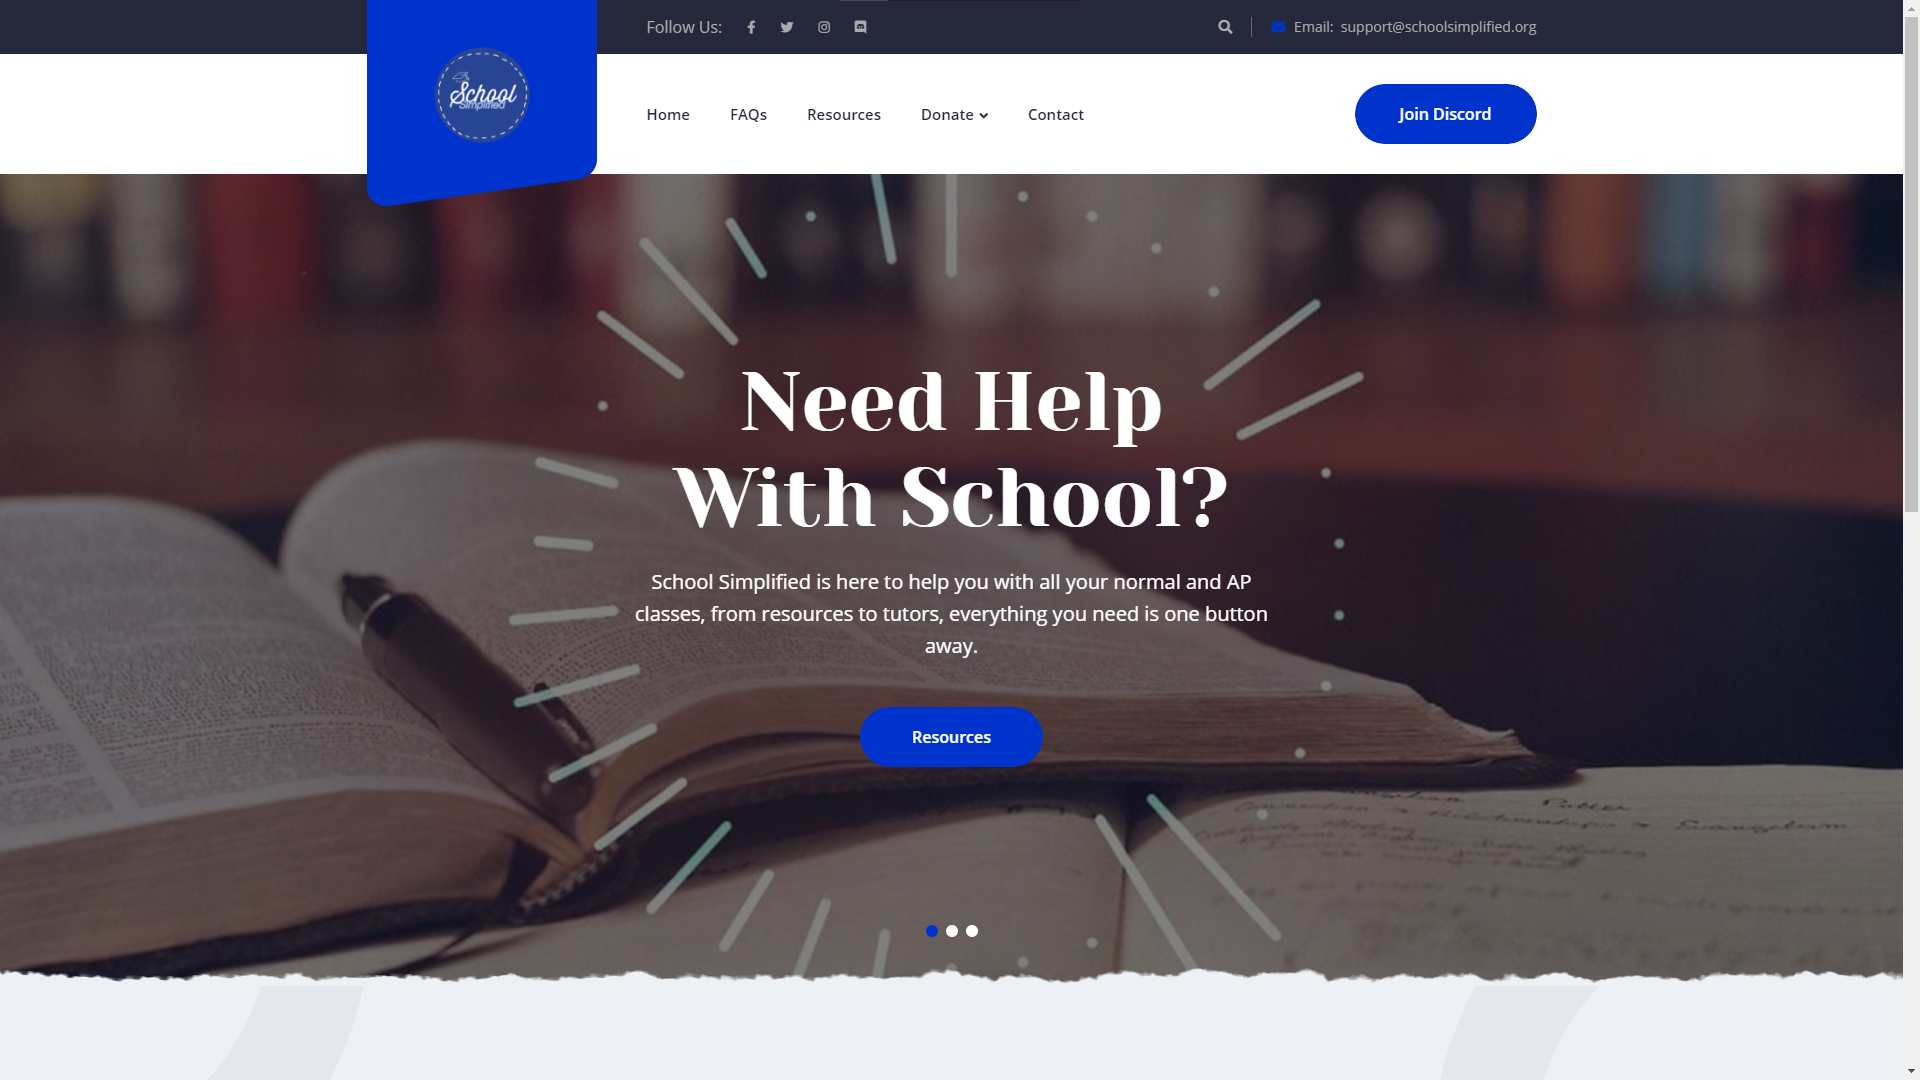 Follow Us:
Email: support@schoolsimplified.org
School
Simplified
Home
FAQs
Resources
Donate
Contact
Join Discord
Need Help
With School?
School Simplified is here to help you with all your normal and AP
classes, from resources to tutors, everything you need is one button
away.
Resources